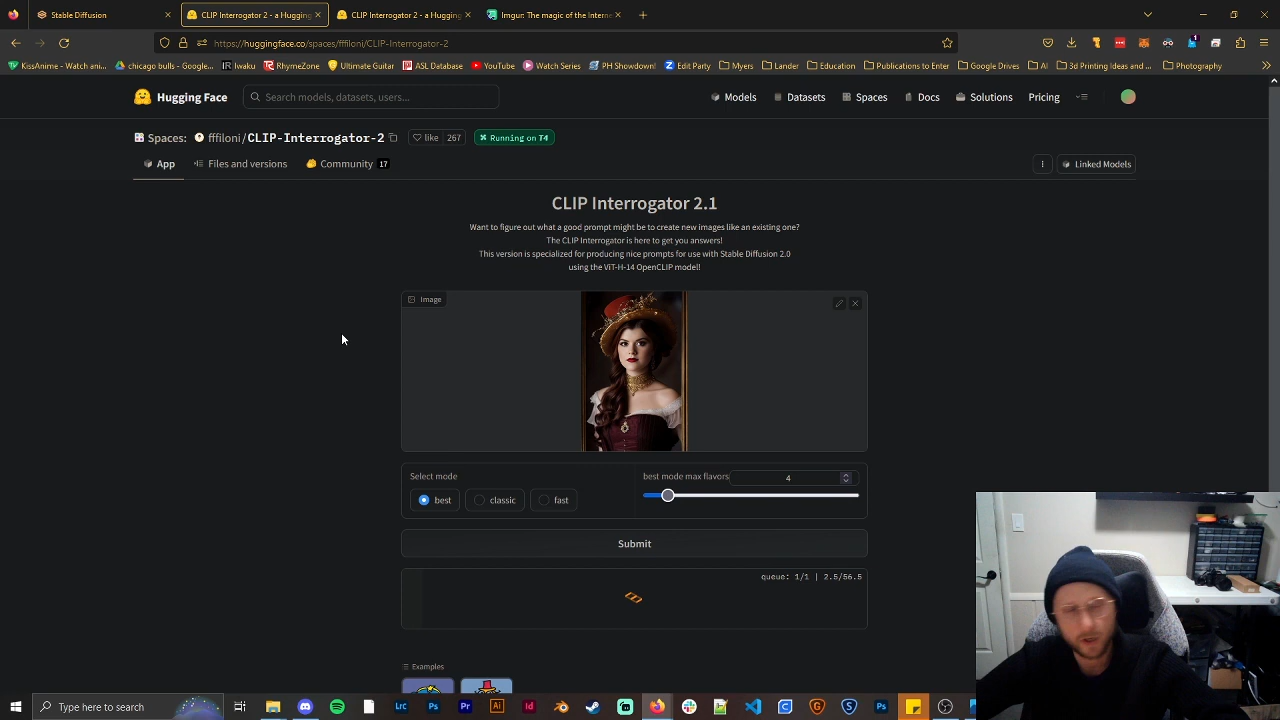 Stable Diffusion
CLIP Interrogator 2 - a Hugging
CLIP Interrogator 2 - a Hugging
Imgur: The magic of the Interne
https://huggingface.co/spaces/fffiloni/CLIP-Interrogator-2
KissAnime - Watch ani...
chicago bulls - Google...
Iwaku
RhymeZone
Ultimate Guitar
ASL Database
YouTube
Watch Series
PH Showdown!
Edit Party
Myers
Lander
Education
Publications to Enter
Google Drives
AI
3d Printing Ideas and ...
Photography
Hugging Face
Search models, datasets, users...
Models
Datasets
Spaces
Docs
Solutions
Pricing
Spaces: fffiloni/CLIP-Interrogator-2
like 267
Running on T4
App
Files and versions
Community 17
Linked Models
CLIP Interrogator 2.1
Want to figure out what a good prompt might be to create new images like an existing one?
The CLIP Interrogator is here to get you answers!
This version is specialized for producing nice prompts for use with Stable Diffusion 2.0
using the ViT-H-14 OpenCLIP model!
Image
Select mode
best
classic
fast
best mode max flavors
4
Submit
queue: 1/1 | 2.5/56.5
Examples
Type here to search